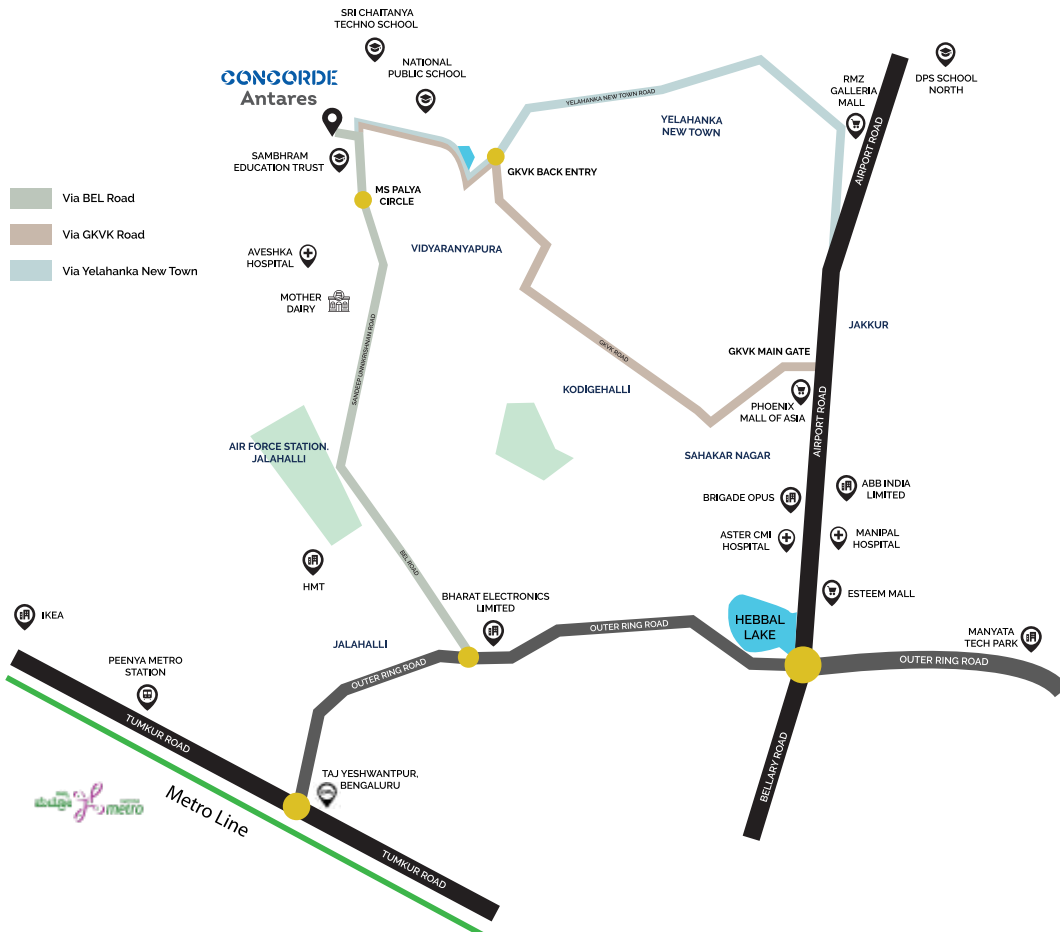 SRI CHAITANYA
TECHNO SCHOOL
NATIONAL
PUBLIC SCHOOL
CONCORDE
Antares
SAMBHRAM
EDUCATION TRUST
RMZ
GALLERIA
MALL
DPS SCHOOL
NORTH
YELAHANKA NEW TOWN ROAD
YELAHANKA
NEW TOWN
AIRPORT ROAD
GKVK BACK ENTRY
MS PALYA
CIRCLE
Via BEL Road
Via GKVK Road
Via Yelahanka New Town
AVESHKA
HOSPITAL
VIDYARANYAPURA
MOTHER
DAIRY
SANDEEP UNNIKRISHNAN ROAD
GKVK ROAD
JAKKUR
GKVK MAIN GATE
KODIGEHALLI
PHOENIX
MALL OF ASIA
AIRPORT ROAD
AIR FORCE STATION,
JALAHALLI
SAHAKAR NAGAR
BRIGADE OPUS
ABB INDIA
LIMITED
ASTER CMI
HOSPITAL
MANIPAL
HOSPITAL
HMT
BEL ROAD
BHARAT ELECTRONICS
LIMITED
ESTEEM MALL
IKEA
HEBBAL
LAKE
MANYATA
TECH PARK
JALAHALLI
OUTER RING ROAD
OUTER RING ROAD
OUTER RING ROAD
PEENYA METRO
STATION
TUMKUR ROAD
BELLARY ROAD
TAJ YESHWANTPUR,
BENGALURU
metro
Metro Line
TUMKUR ROAD